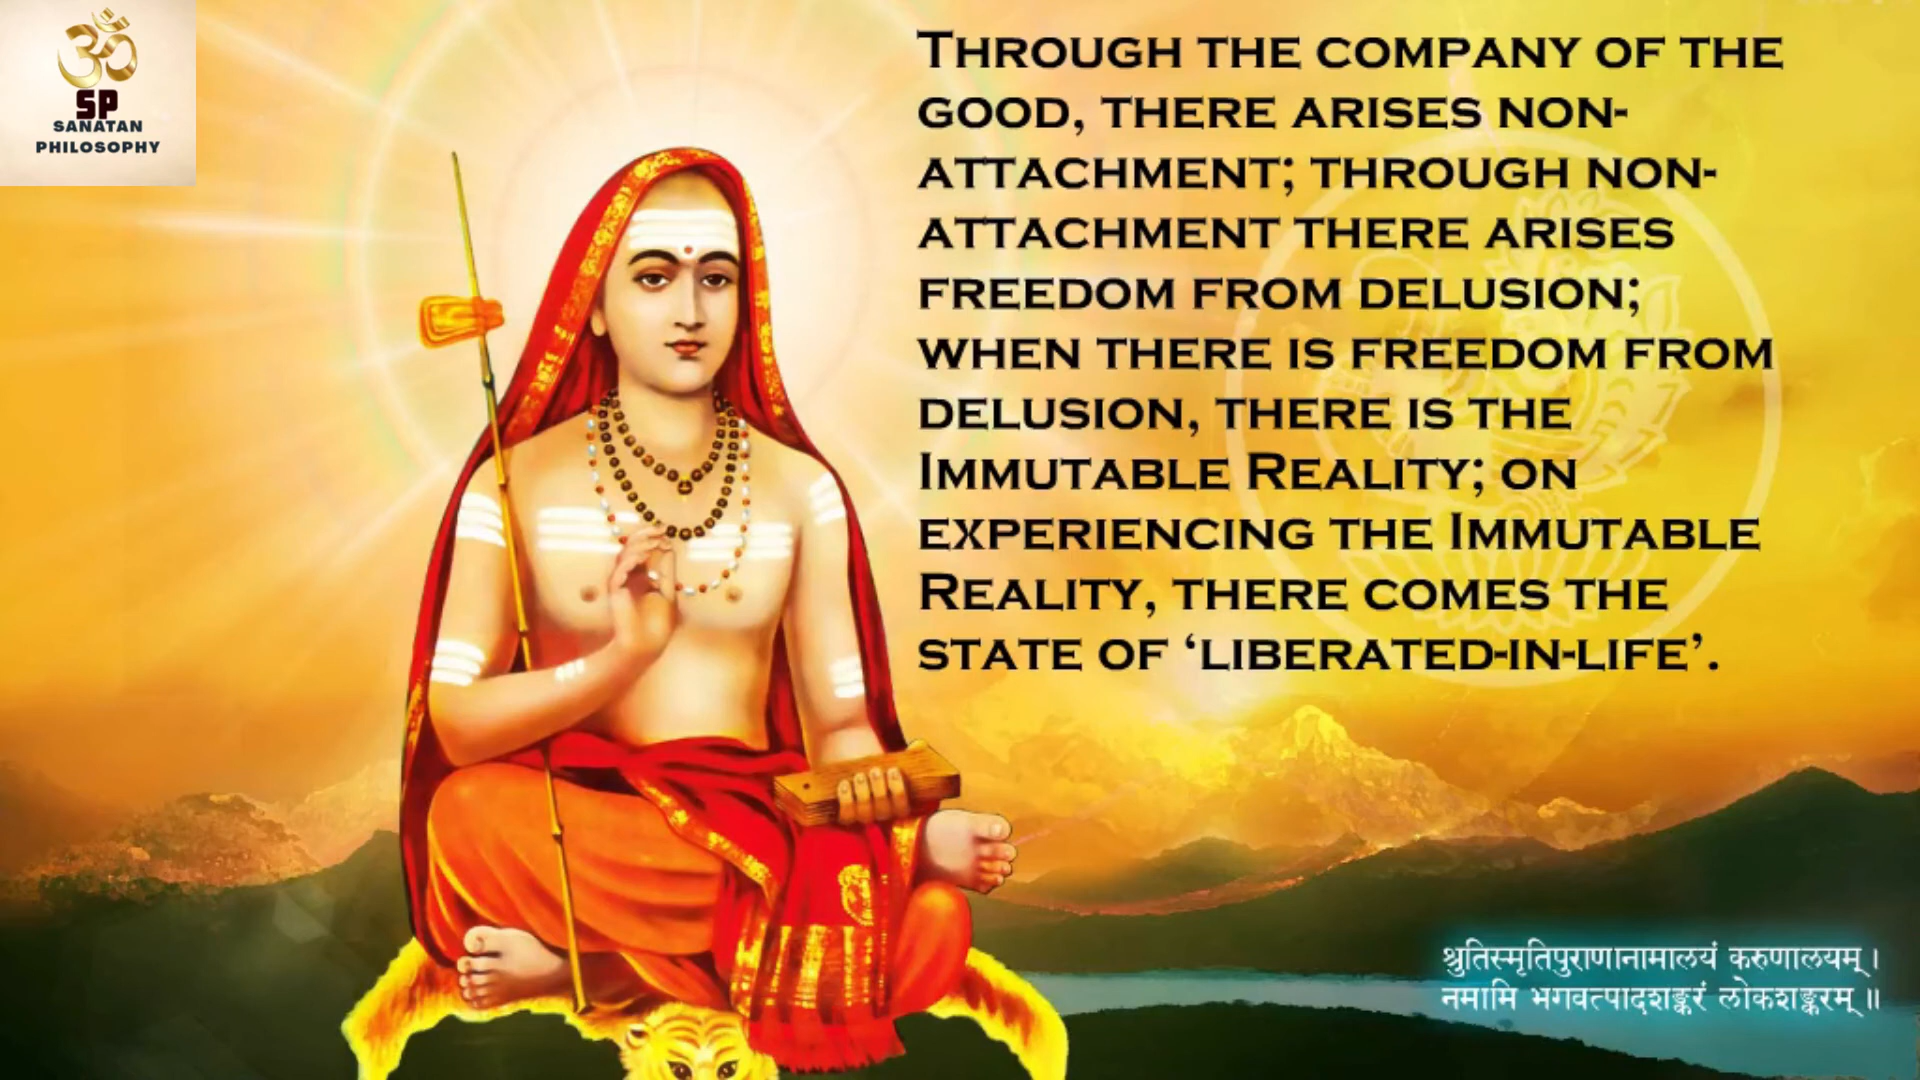 ॐ
SP
SANATAN
PHILOSOPHY
THROUGH THE COMPANY OF THE
GOOD, THERE ARISES NON-
ATTACHMENT; THROUGH NON-
ATTACHMENT THERE ARISES
FREEDOM FROM DELUSION;
WHEN THERE IS FREEDOM FROM
DELUSION, THERE IS THE
IMMUTABLE REALITY; ON
EXPERIENCING THE IMMUTABLE
REALITY, THERE COMES THE
STATE OF ‘LIBERATED-IN-LIFE’.
श्रुतिस्मृतिपुराणानामालयं करुणालयम् ।
नमामि भगवत्पादशङ्करं लोकशङ्करम् ॥